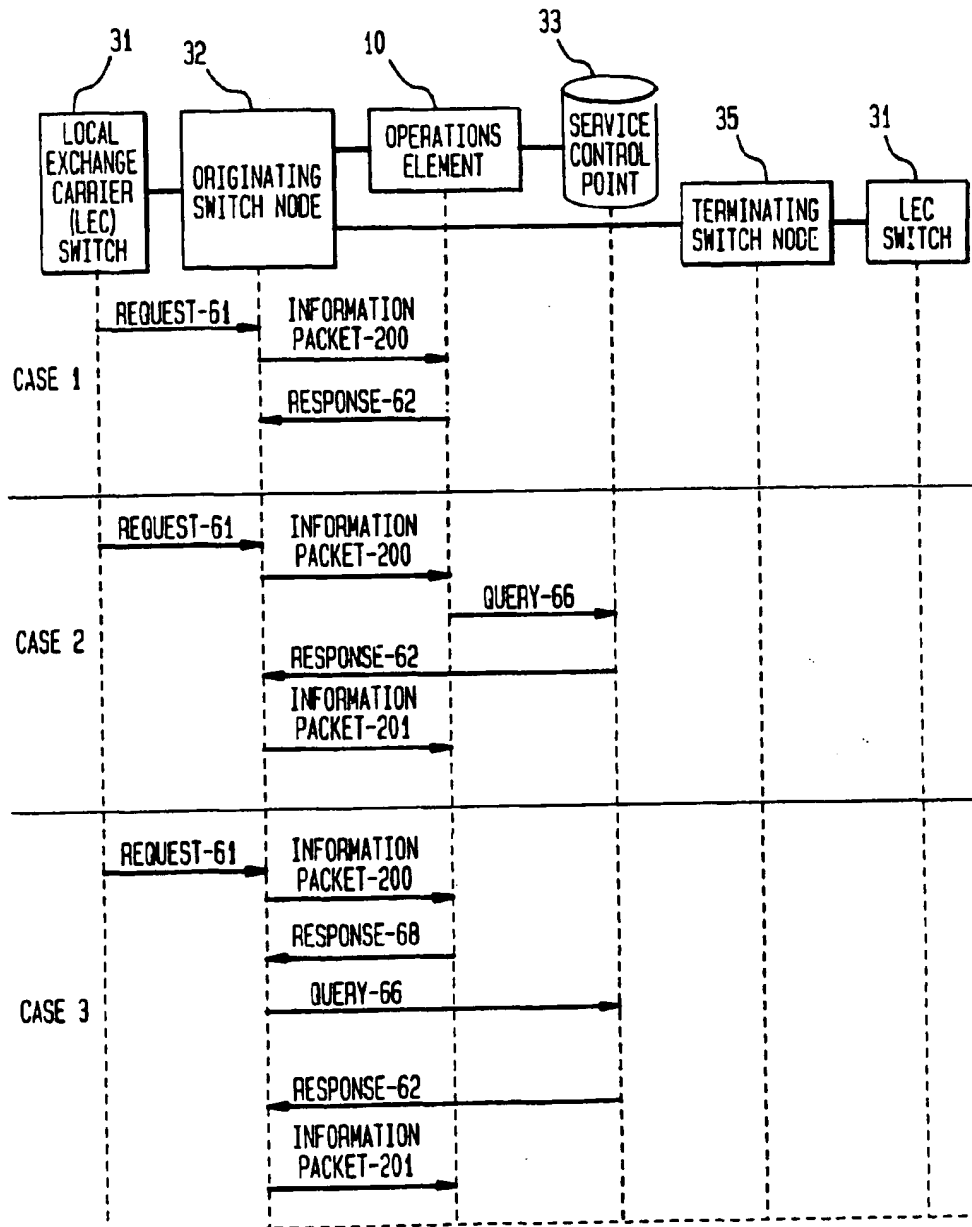 31
32
10
33
35
31
LOCAL
EXCHANGE
CARRIER
(LEC)
SWITCH
ORIGINATING
SWITCH NODE
OPERATIONS
ELEMENT
SERVICE
CONTROL
POINT
TERMINATING
SWITCH NODE
LEC
SWITCH
CASE 1
REQUEST-61
INFORMATION
PACKET-200
RESPONSE-62
CASE 2
REQUEST-61
INFORMATION
PACKET-200
QUERY-66
RESPONSE-62
INFORMATION
PACKET-201
CASE 3
REQUEST-61
INFORMATION
PACKET-200
RESPONSE-68
QUERY-66
RESPONSE-62
INFORMATION
PACKET-201